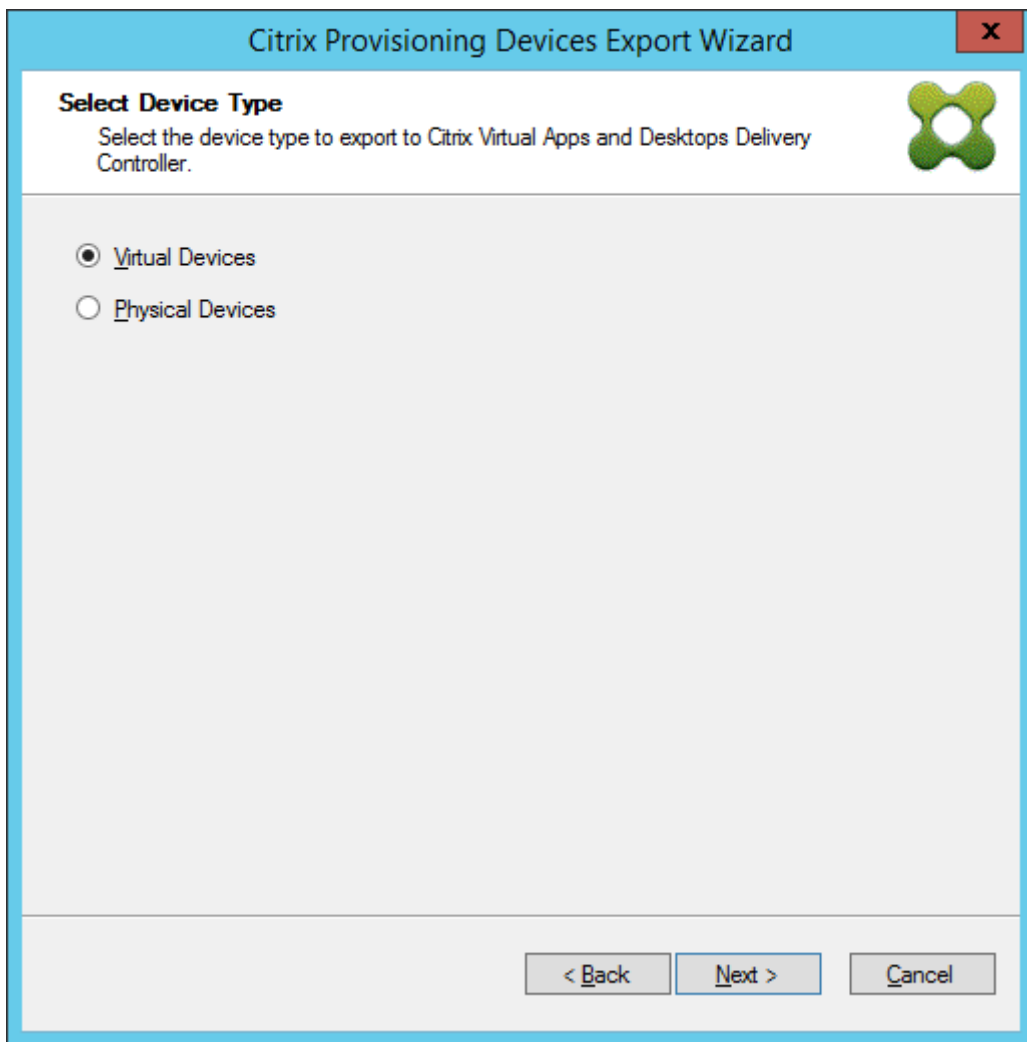 Citrix Provisioning Devices Export Wizard
x
Select Device Type
Select the device type to export to Citrix Virtual Apps and Desktops Delivery
Controller.
Virtual Devices
Physical Devices
< Back Next > Cancel